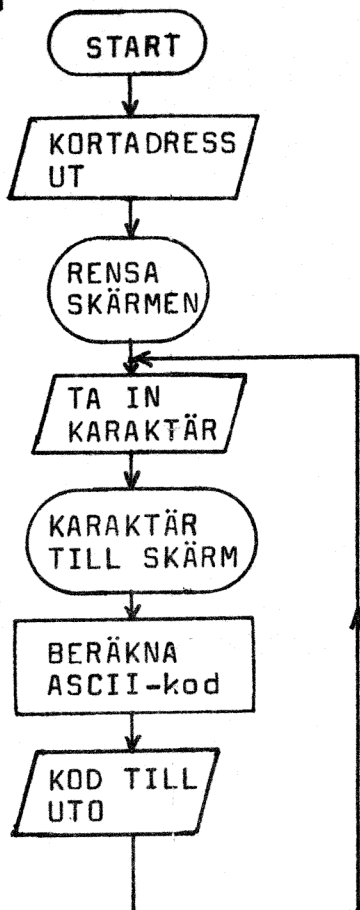 START
KORTADRESS
UT
RENSA
SKÄRMEN
TA IN
KARAKTÄR
KARAKTÄR
TILL SKÄRM
BERÄKNA
ASCII-kod
KOD TILL
UTO